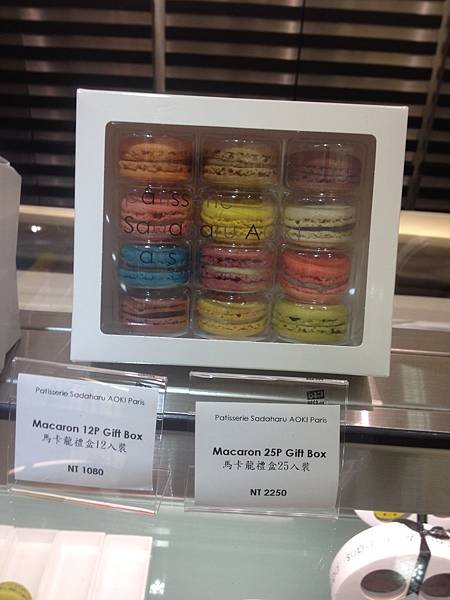 Patisserie Sadaharu AOKI Paris
Macaron 12P Gift Box
馬卡龍禮盒12入裝
NT 1080
Patisserie Sadaharu AOKI Paris
Macaron 25P Gift Box
馬卡龍禮盒25入裝
NT 2250